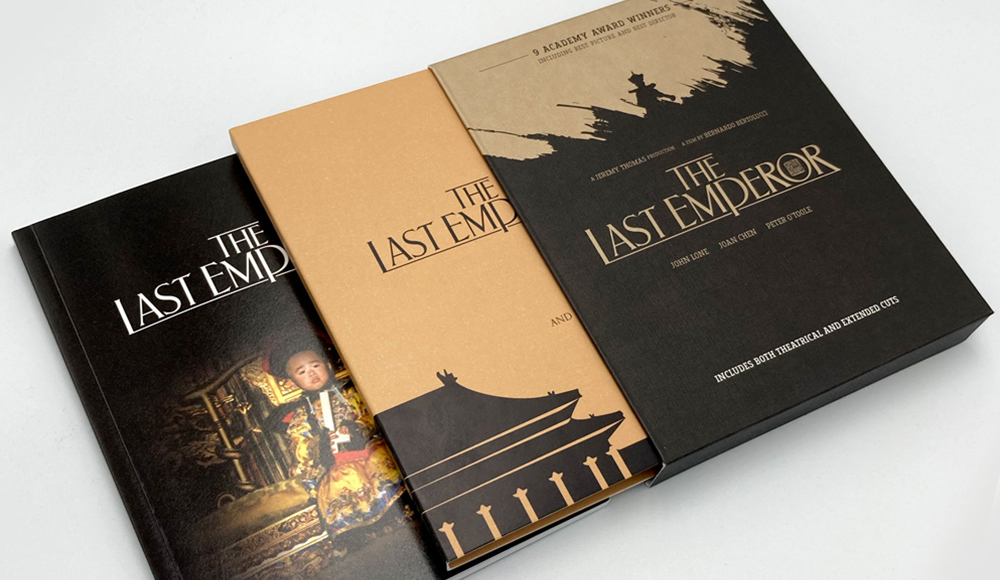 THE
LAST EMP
THE
LAST EMP
AND
9 ACADEMY AWARD WINNERS
INCLUDING BEST PICTURE AND BEST DIRECTOR
A JEREMY THOMAS PRODUCTION A FILM BY BERNARDO BERTOLUCCI
THE
LAST EMPEROR
JOHN LONE JOAN CHEN PETER O'TOOLE
INCLUDES BOTH THEATRICAL AND EXTENDED CUTS